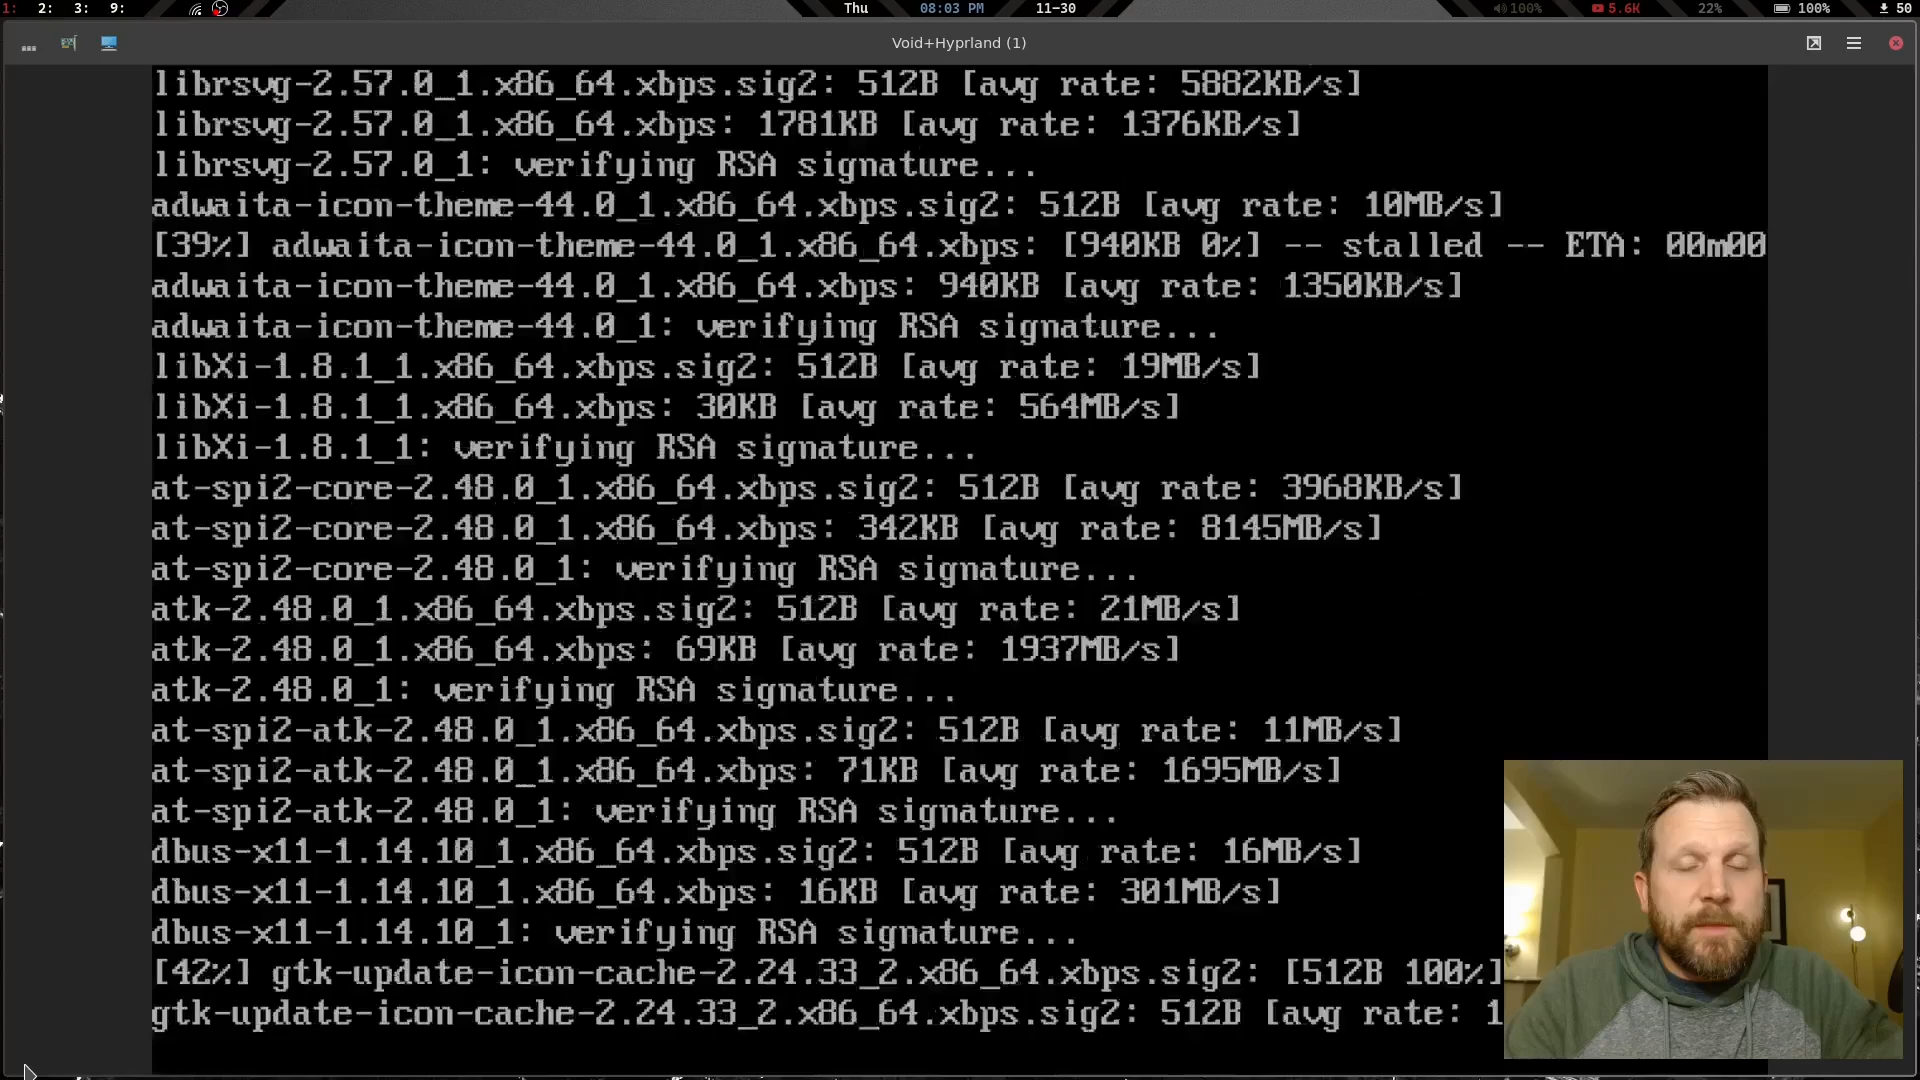 1: 2: 3: 9: Thu 08:03 PM 11-30 100% 5.6K 22% 100% 50
Void+Hyprland (1)
librsvg-2.57.0_1.x86_64.xbps.sig2: 512B [avg rate: 5882KB/s]
librsvg-2.57.0_1.x86_64.xbps: 1781KB [avg rate: 1376KB/s]
librsvg-2.57.0_1: verifying RSA signature...
adwaita-icon-theme-44.0_1.x86_64.xbps.sig2: 512B [avg rate: 10MB/s]
[39%] adwaita-icon-theme-44.0_1.x86_64.xbps: [940KB 0%] -- stalled -- ETA: 00m00
adwaita-icon-theme-44.0_1.x86_64.xbps: 940KB [avg rate: 1350KB/s]
adwaita-icon-theme-44.0_1: verifying RSA signature...
libXi-1.8.1_1.x86_64.xbps.sig2: 512B [avg rate: 19MB/s]
libXi-1.8.1_1.x86_64.xbps: 30KB [avg rate: 564MB/s]
libXi-1.8.1_1: verifying RSA signature...
at-spi2-core-2.48.0_1.x86_64.xbps.sig2: 512B [avg rate: 3968KB/s]
at-spi2-core-2.48.0_1.x86_64.xbps: 342KB [avg rate: 8145MB/s]
at-spi2-core-2.48.0_1: verifying RSA signature...
atk-2.48.0_1.x86_64.xbps.sig2: 512B [avg rate: 21MB/s]
atk-2.48.0_1.x86_64.xbps: 69KB [avg rate: 1937MB/s]
atk-2.48.0_1: verifying RSA signature...
at-spi2-atk-2.48.0_1.x86_64.xbps.sig2: 512B [avg rate: 11MB/s]
at-spi2-atk-2.48.0_1.x86_64.xbps: 71KB [avg rate: 1695MB/s]
at-spi2-atk-2.48.0_1: verifying RSA signature...
dbus-x11-1.14.10_1.x86_64.xbps.sig2: 512B [avg rate: 16MB/s]
dbus-x11-1.14.10_1.x86_64.xbps: 16KB [avg rate: 301MB/s]
dbus-x11-1.14.10_1: verifying RSA signature...
[42%] gtk-update-icon-cache-2.24.33_2.x86_64.xbps.sig2: [512B 100%]
gtk-update-icon-cache-2.24.33_2.x86_64.xbps.sig2: 512B [avg rate: 1